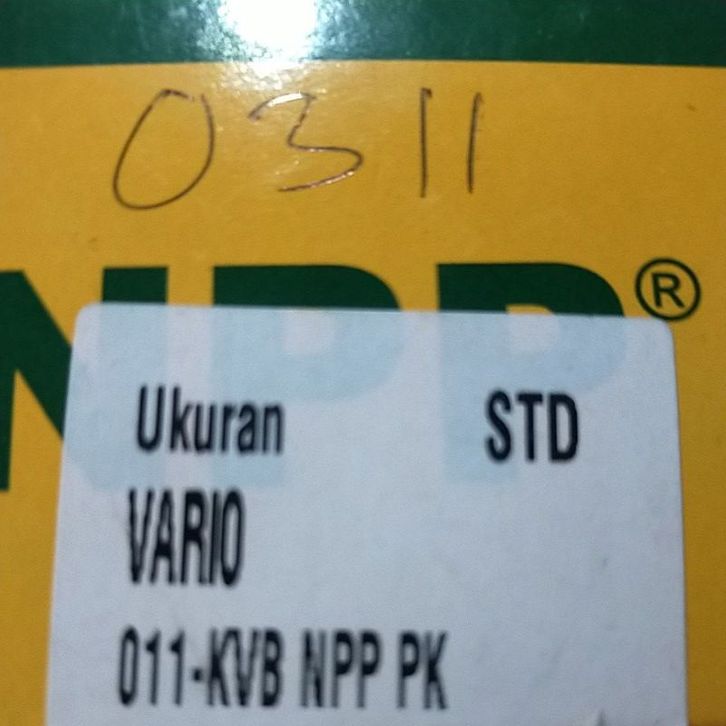 0311
NPP®
Ukuran STD
VARIO
011-KVB NPP PK